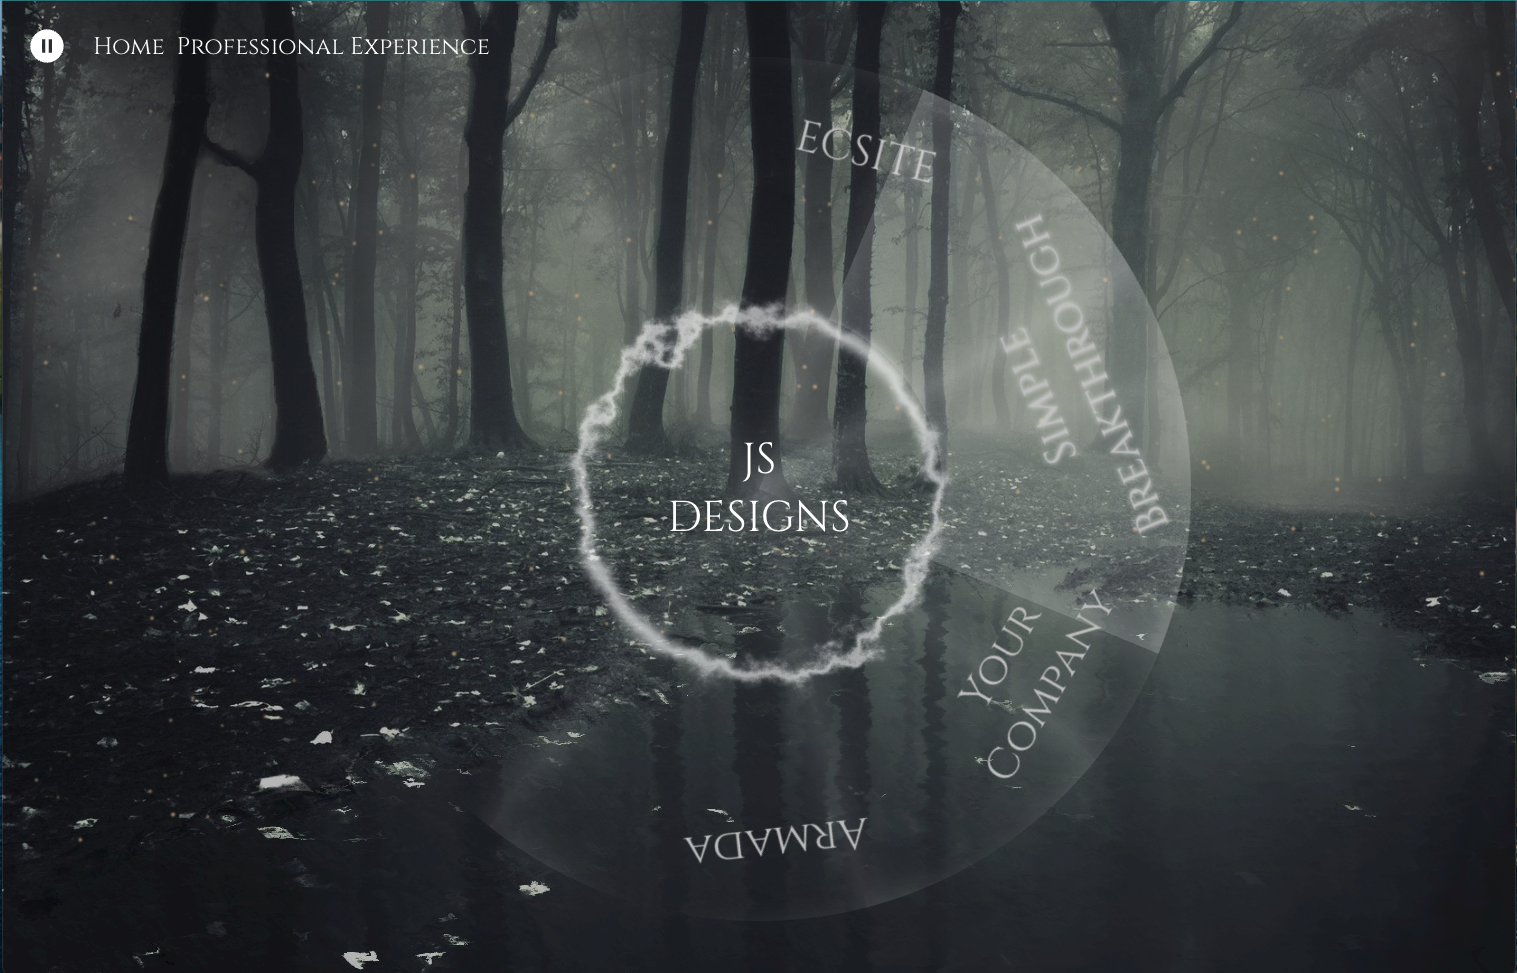 Home Professional Experience
ECSITE
SIMPLE
BREAKTHROUGH
JS
DESIGNS
YOUR
COMPANY
ARMADA